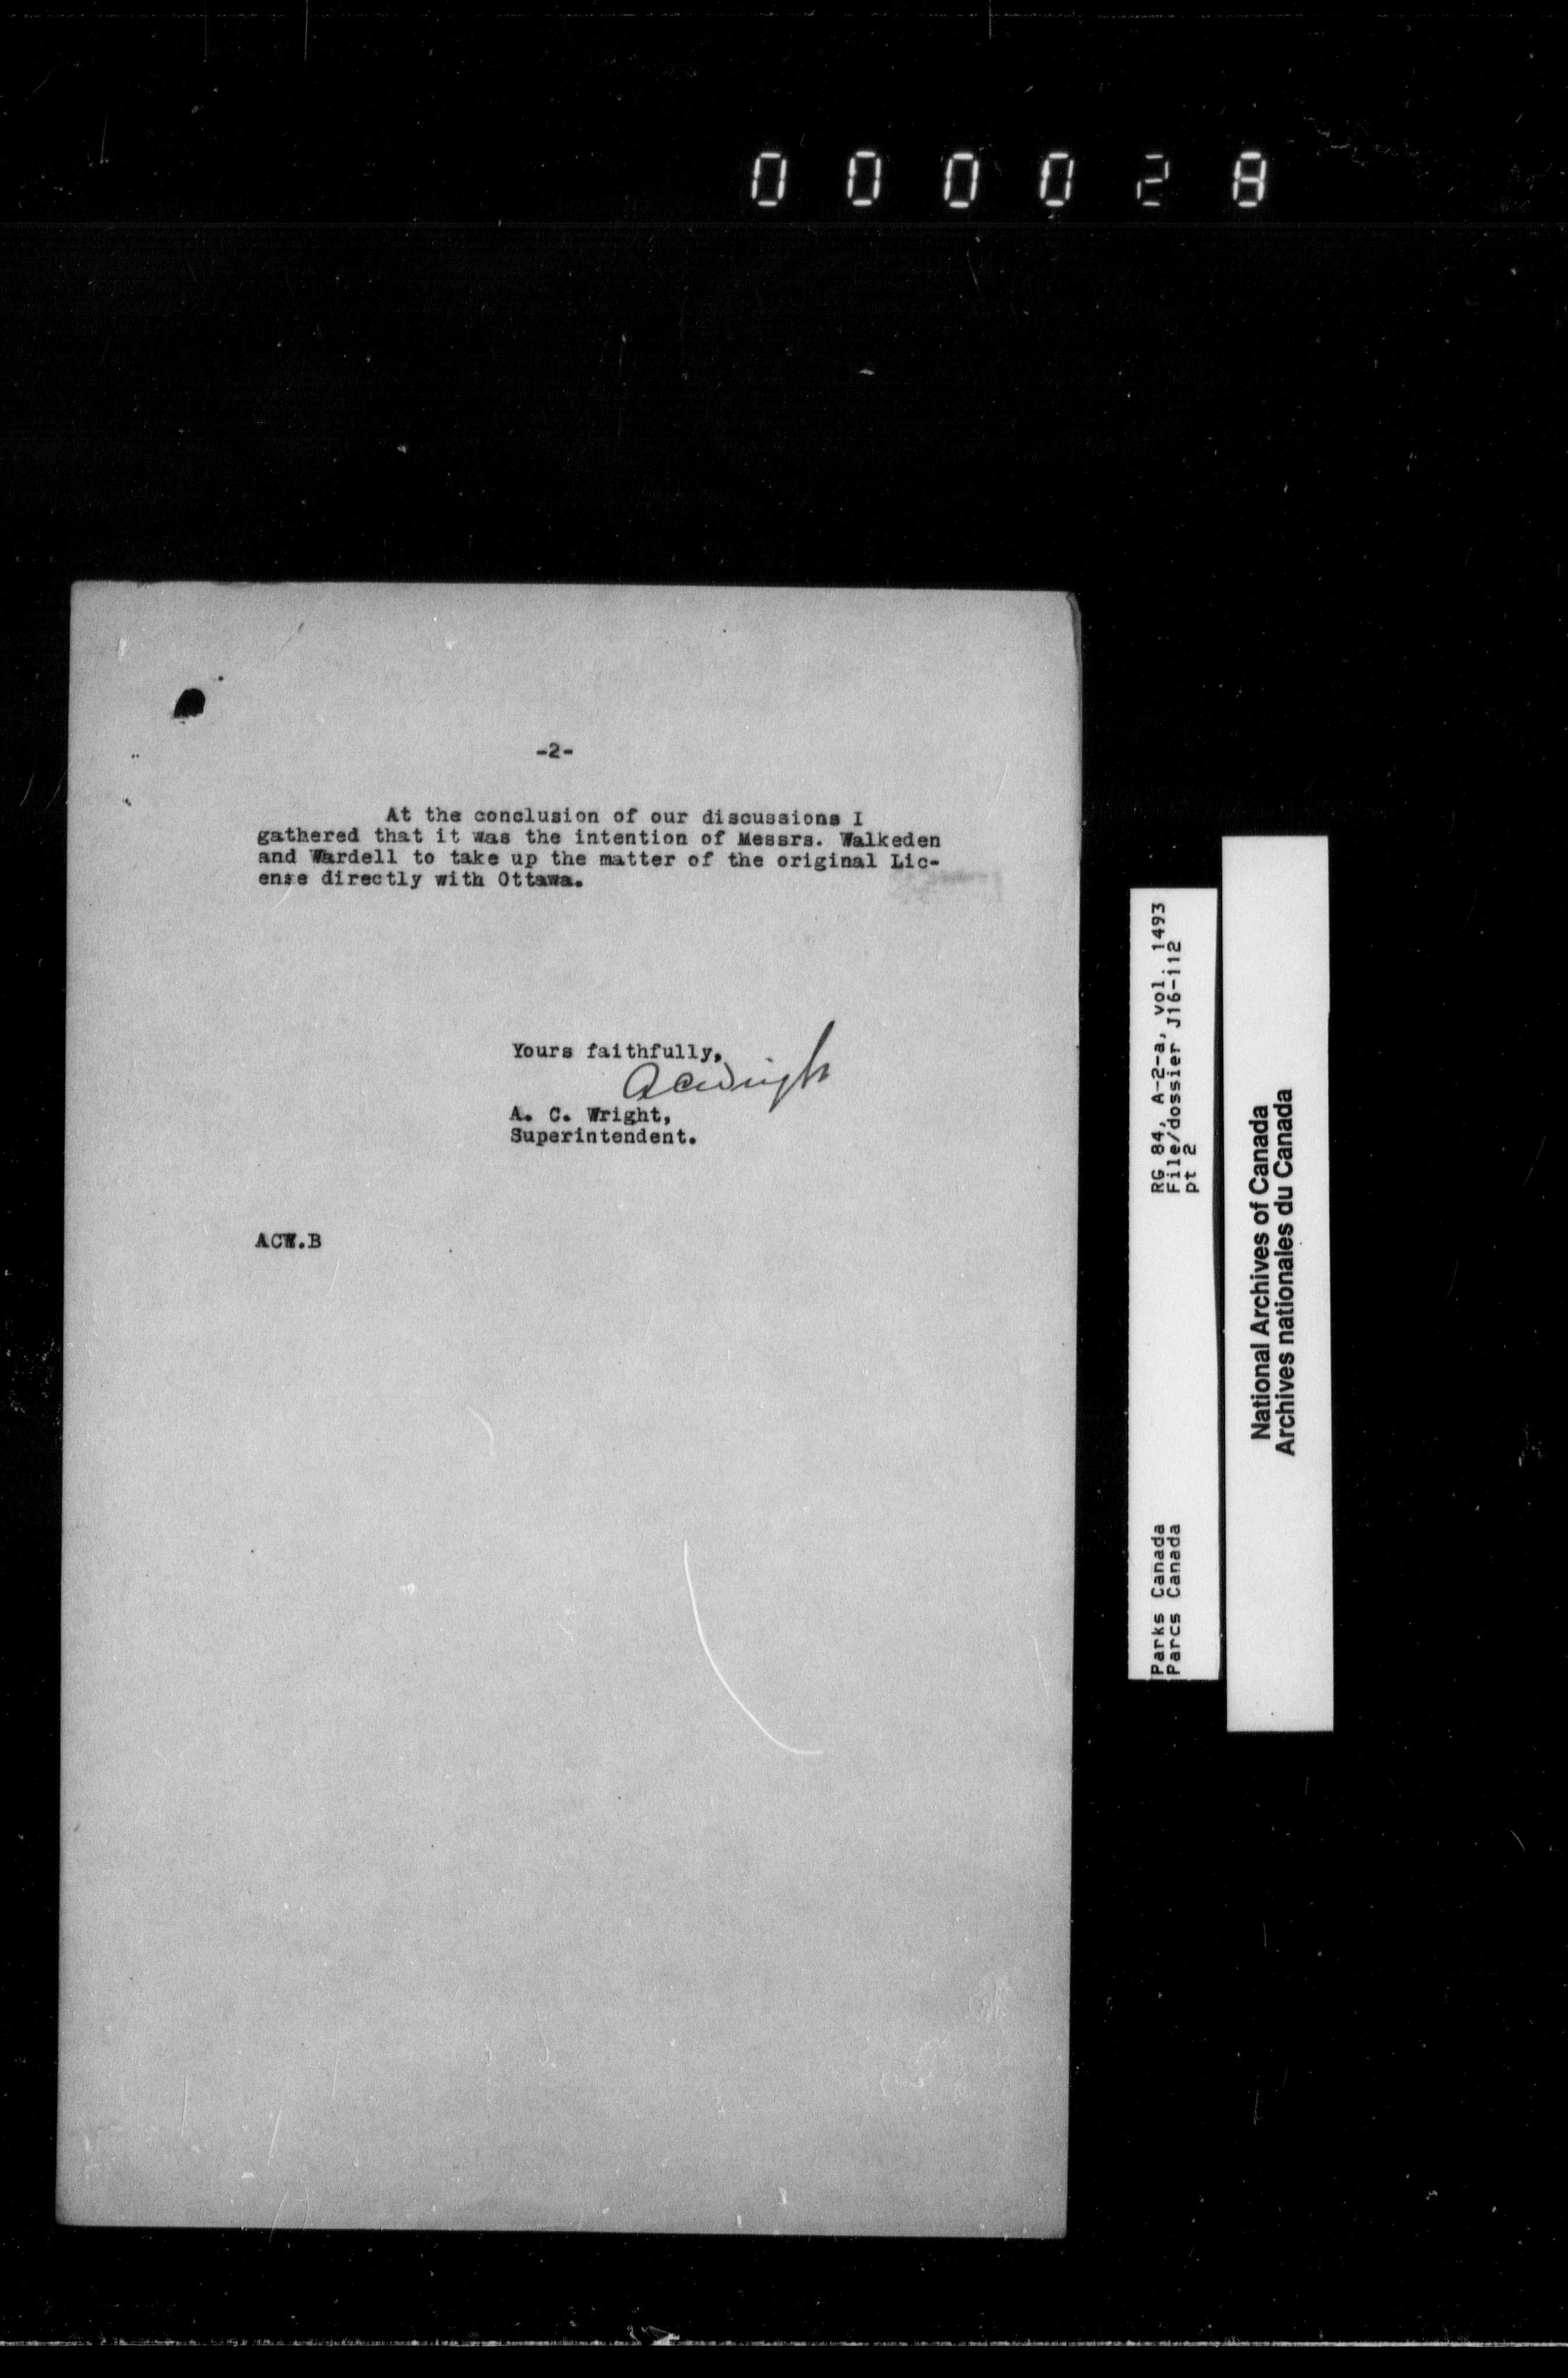 000028
-2-
At the conclusion of our discussions I
gathered that it was the intention of Messrs. Walkeden
and Wardell to take up the matter of the original Lic-
ense directly with Ottawa.
Yours faithfully,
ACWright
A. C. Wright,
Superintendent.
ACW.B
RG 84, A-2-a, vol. 1493
File/dossier J16-112
pt 2
Parks Canada
Parcs Canada
National Archives of Canada
Archives nationales du Canada